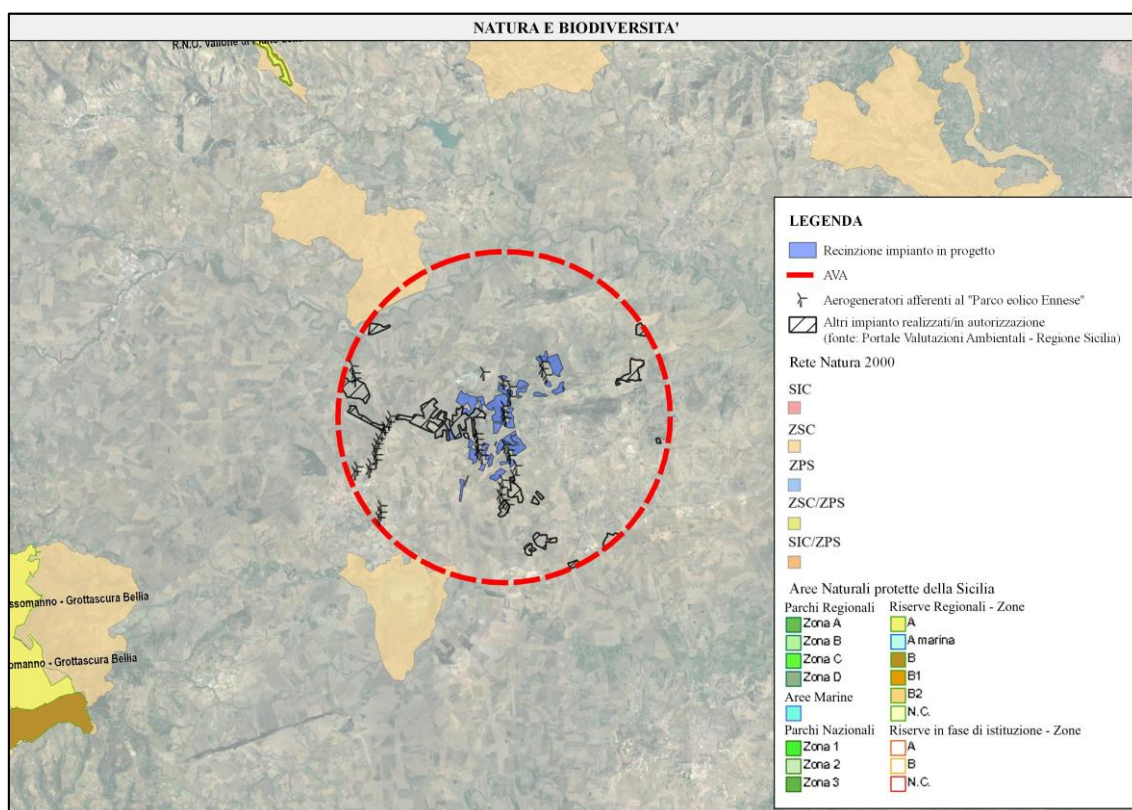 NATURA E BIODIVERSITA'
R.N.O. Vallone di Piano
LEGENDA
Recinzione impianto in progetto
AVA
Aerogeneratori afferenti al "Parco eolico Ennese"
Altri impianto realizzati/in autorizzazione
(fonte: Portale Valutazioni Ambientali - Regione Sicilia)
Rete Natura 2000
SIC
ZSC
ZPS
ZSC/ZPS
SIC/ZPS
ssomanno - Grottascura Bellia
omanno - Grottascura Bellia
Aree Naturali protette della Sicilia
Parchi Regionali
Zona A
Zona B
Zona C
Zona D
Aree Marine
Parchi Nazionali
Zona 1
Zona 2
Zona 3
Riserve Regionali - Zone
A
A marina
B
B1
B2
N.C.
Riserve in fase di istituzione - Zone
A
B
N.C.